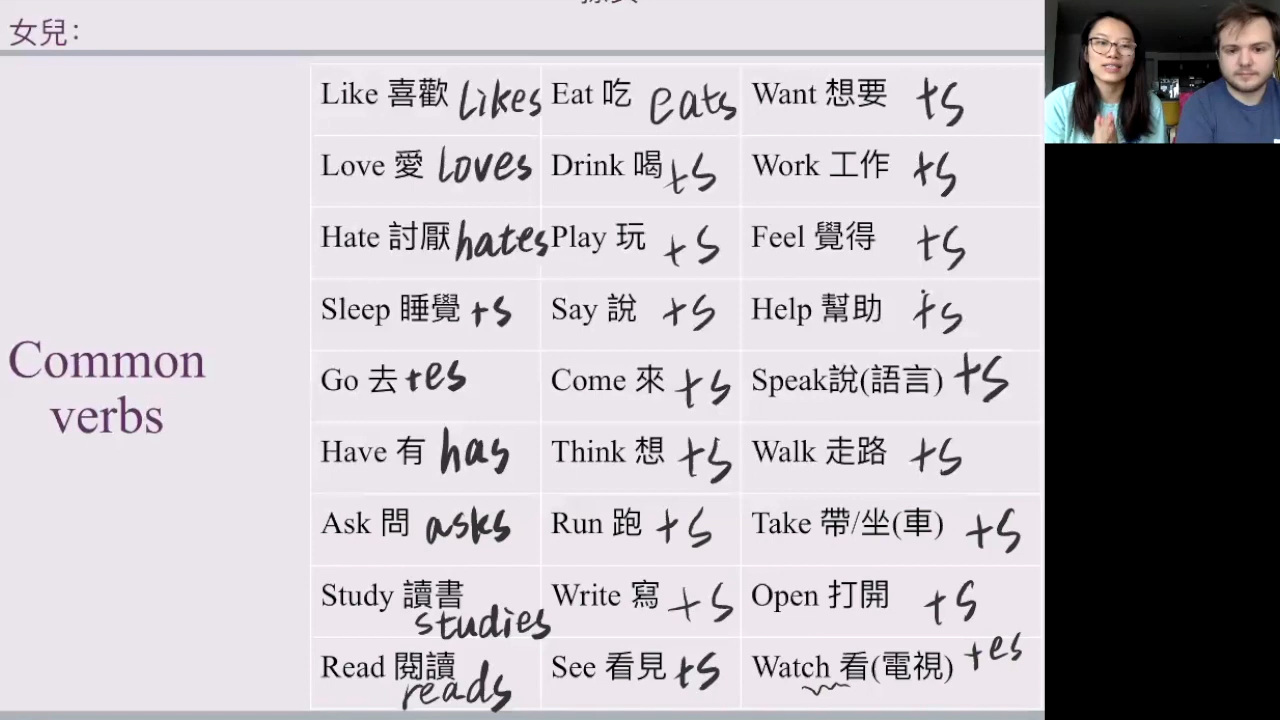 女兒:
Like 喜歡 likes Eat 吃 eats Want 想要 +s
Love 愛 loves Drink 喝 +s Work 工作 +s
Hate 討厭 hates Play 玩 +s Feel 覺得 +s
Sleep 睡覺 +s Say 說 +s Help 幫助 +s
Go 去 +es Come 來 +s Speak說(語言) +s
Have 有 has Think 想 +s Walk 走路 +s
Ask 問 asks Run 跑 +s Take 帶/坐(車) +s
Study 讀書 studies Write 寫 +s Open 打開 +s
Read 閱讀 reads See 看見 +s Watch 看(電視) +es
Common
verbs